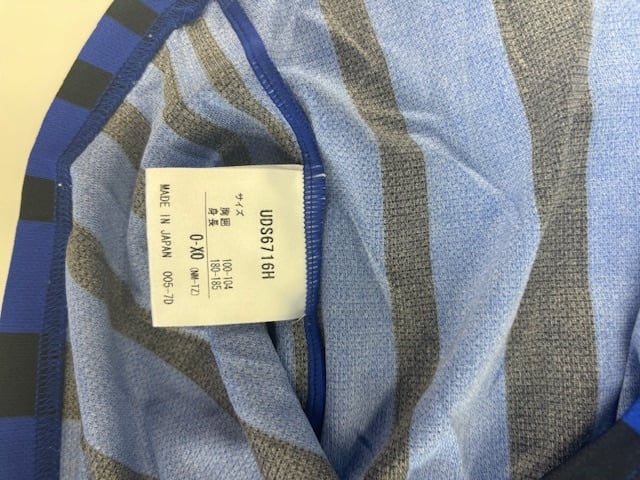 UDS6716H
サイズ
胸囲 100-104
身長 180-185
O-XO (NM-TZ)
MADE IN JAPAN 005-7D